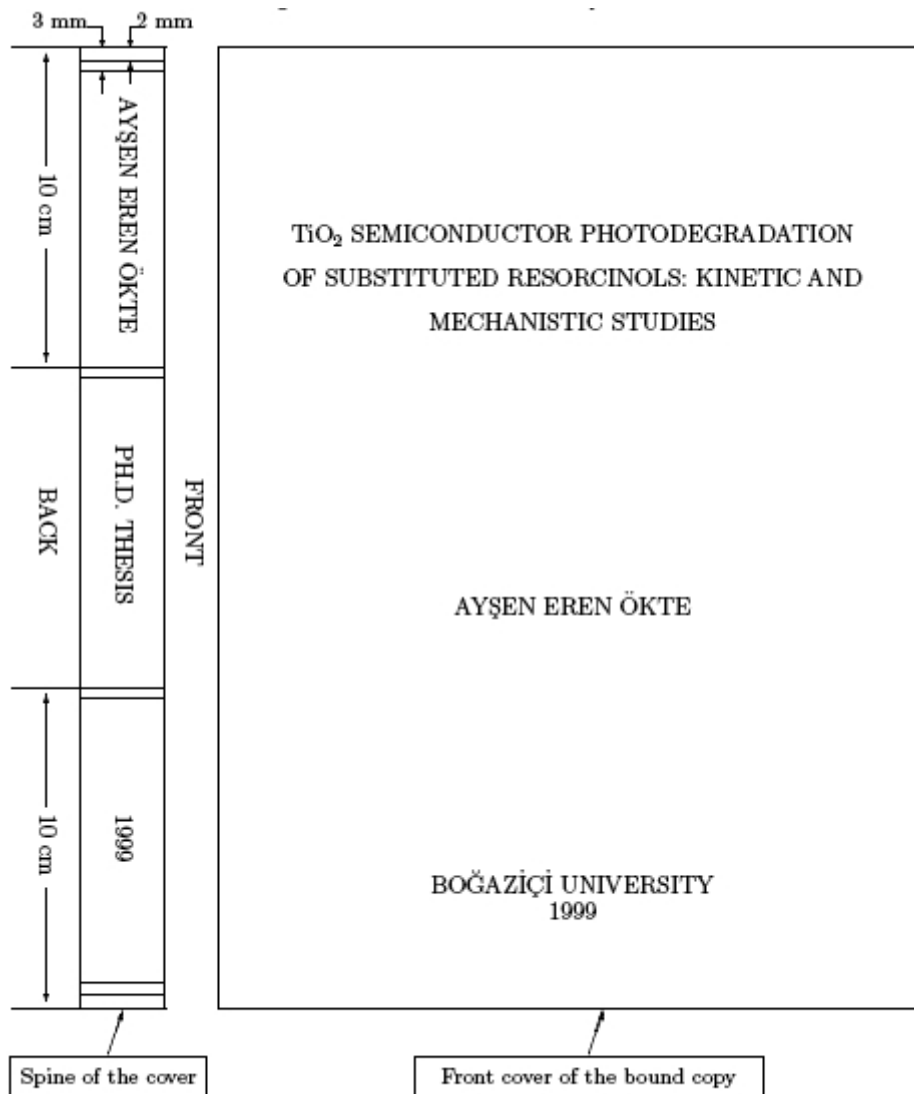 3 mm
2 mm
10 cm
AYŞEN EREN ÖKTE
BACK
PH.D. THESIS
FRONT
10 cm
1999
TiO₂ SEMICONDUCTOR PHOTODEGRADATION
OF SUBSTITUTED RESORCINOLS: KINETIC AND
MECHANISTIC STUDIES
AYŞEN EREN ÖKTE
BOĞAZİÇİ UNIVERSITY
1999
Spine of the cover
Front cover of the bound copy